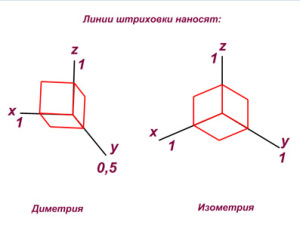 Линии штриховки наносят:
z
1
x
1
y
0,5
z
1
x
1
y
1
Диметрия
Изометрия